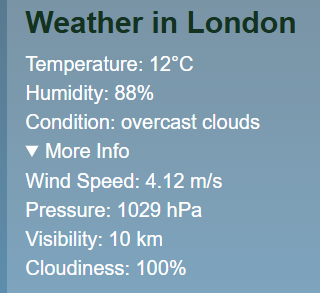 Weather in London
Temperature: 12°C
Humidity: 88%
Condition: overcast clouds
▼ More Info
Wind Speed: 4.12 m/s
Pressure: 1029 hPa
Visibility: 10 km
Cloudiness: 100%